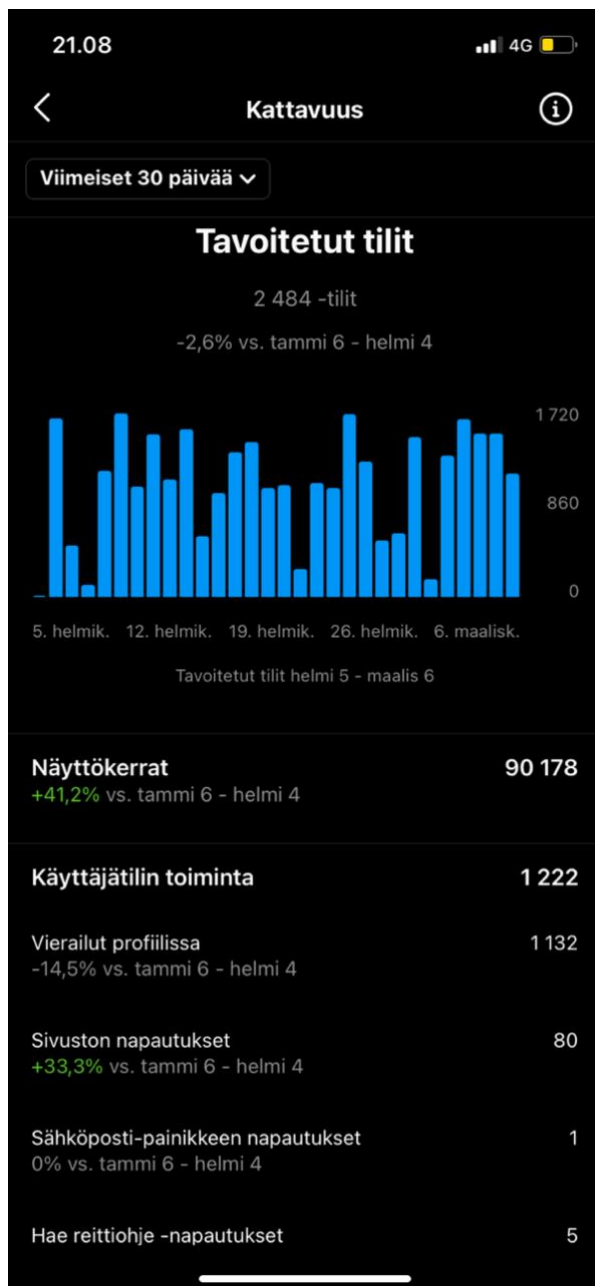 21.08
4G
Kattavuus
Viimeiset 30 päivää
Tavoitetut tilit
2 484 -tilit
-2,6% vs. tammi 6 - helmi 4
1 720
860
0
5. helmik. 12. helmik. 19. helmik. 26. helmik. 6. maalisk.
Tavoitetut tilit helmi 5 - maalis 6
Näyttökerrat 90 178
+41,2% vs. tammi 6 - helmi 4
Käyttäjätilin toiminta 1 222
Vierailut profiilissa 1 132
-14,5% vs. tammi 6 - helmi 4
Sivuston napautukset 80
+33,3% vs. tammi 6 - helmi 4
Sähköposti-painikkeen napautukset 1
0% vs. tammi 6 - helmi 4
Hae reittiohje -napautukset 5